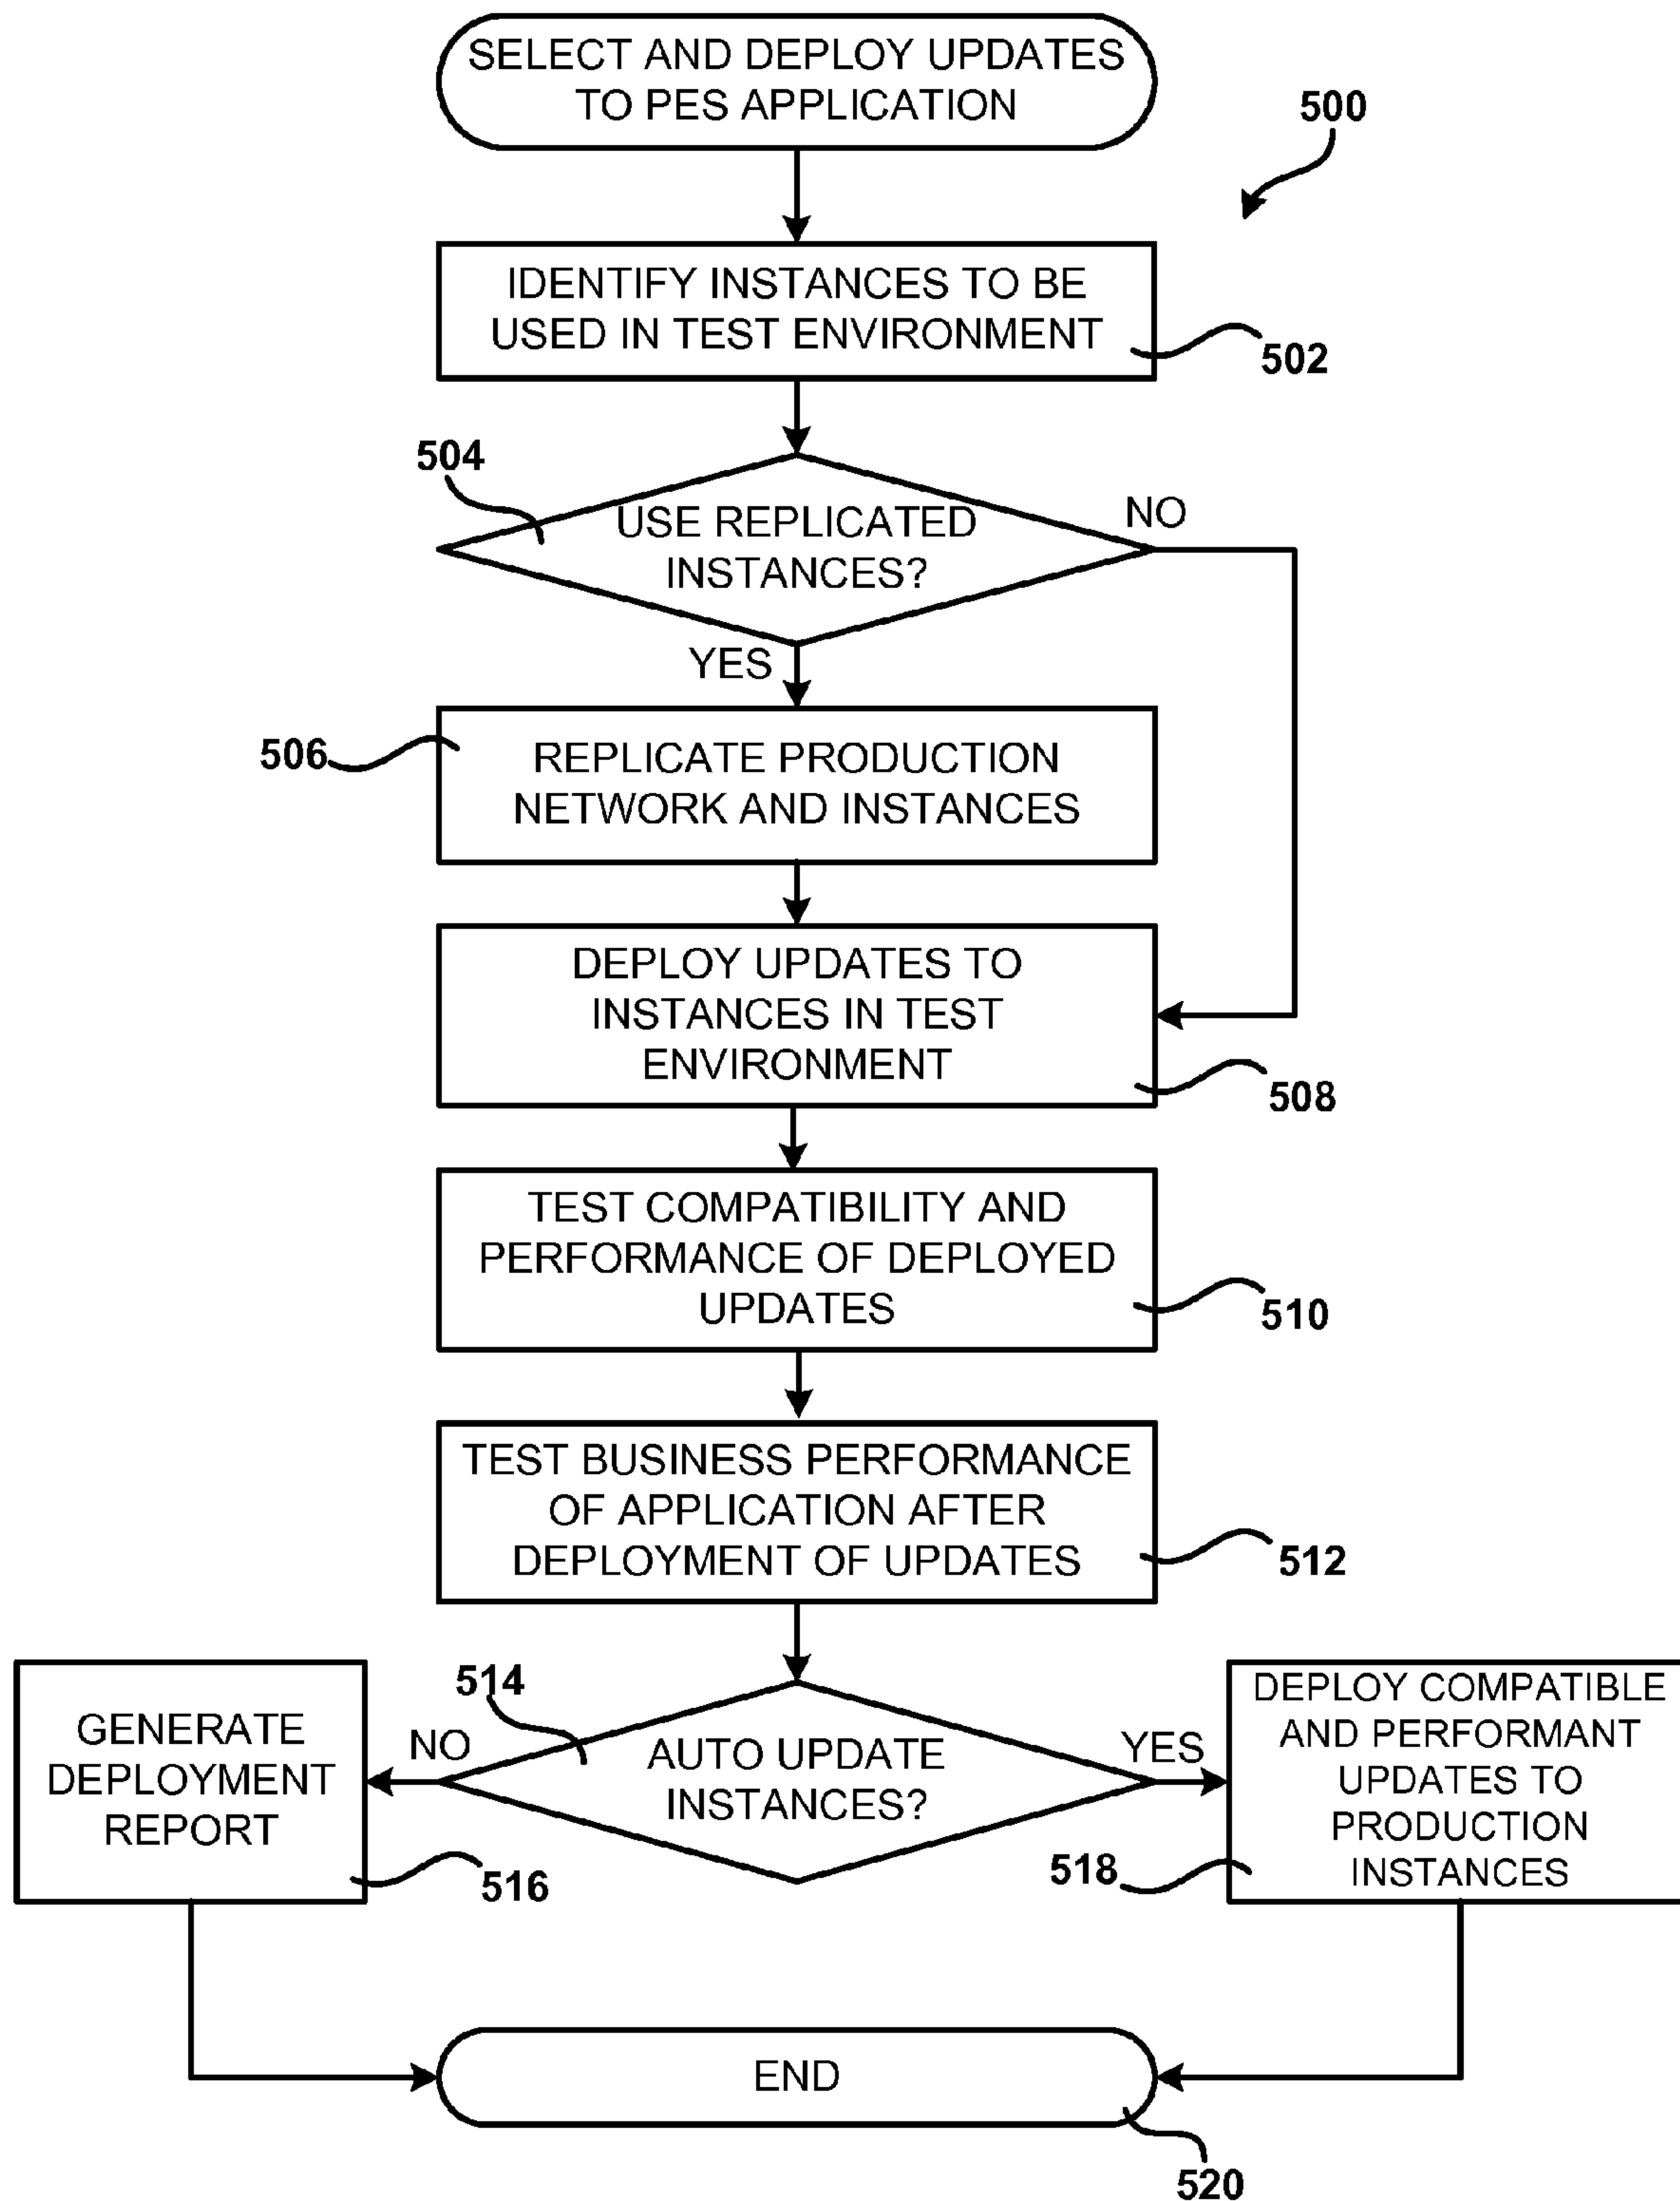 SELECT AND DEPLOY UPDATES
TO PES APPLICATION
500
IDENTIFY INSTANCES TO BE
USED IN TEST ENVIRONMENT
502
504
USE REPLICATED
INSTANCES?
NO
YES
506
REPLICATE PRODUCTION
NETWORK AND INSTANCES
DEPLOY UPDATES TO
INSTANCES IN TEST
ENVIRONMENT
508
TEST COMPATIBILITY AND
PERFORMANCE OF DEPLOYED
UPDATES
510
TEST BUSINESS PERFORMANCE
OF APPLICATION AFTER
DEPLOYMENT OF UPDATES
512
514
AUTO UPDATE
INSTANCES?
NO
YES
GENERATE
DEPLOYMENT
REPORT
516
DEPLOY COMPATIBLE
AND PERFORMANT
UPDATES TO
PRODUCTION
INSTANCES
518
END
520